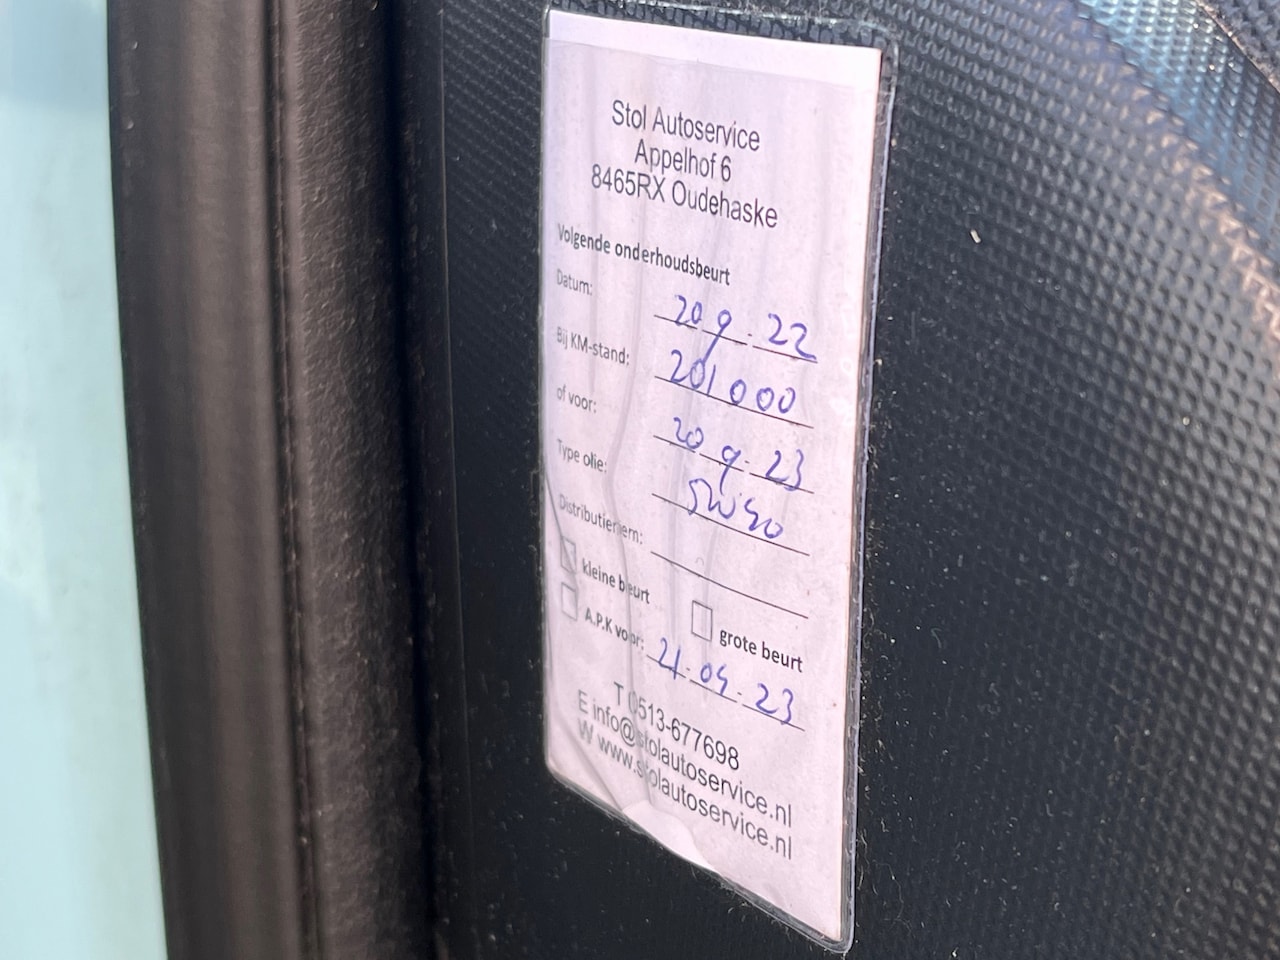 Stol Autoservice
Appelhof 6
8465RX Oudehaske
Volgende onderhoudsbeurt
Datum: 20-9-22
Bij KM-stand: 201000
of voor: 20-9-23
Type olie: 5W30
Distributieriem:
kleine beurt grote beurt
A.P.K voor: 21-04-23
T 0513-677698
E info@stolautoservice.nl
W www.stolautoservice.nl